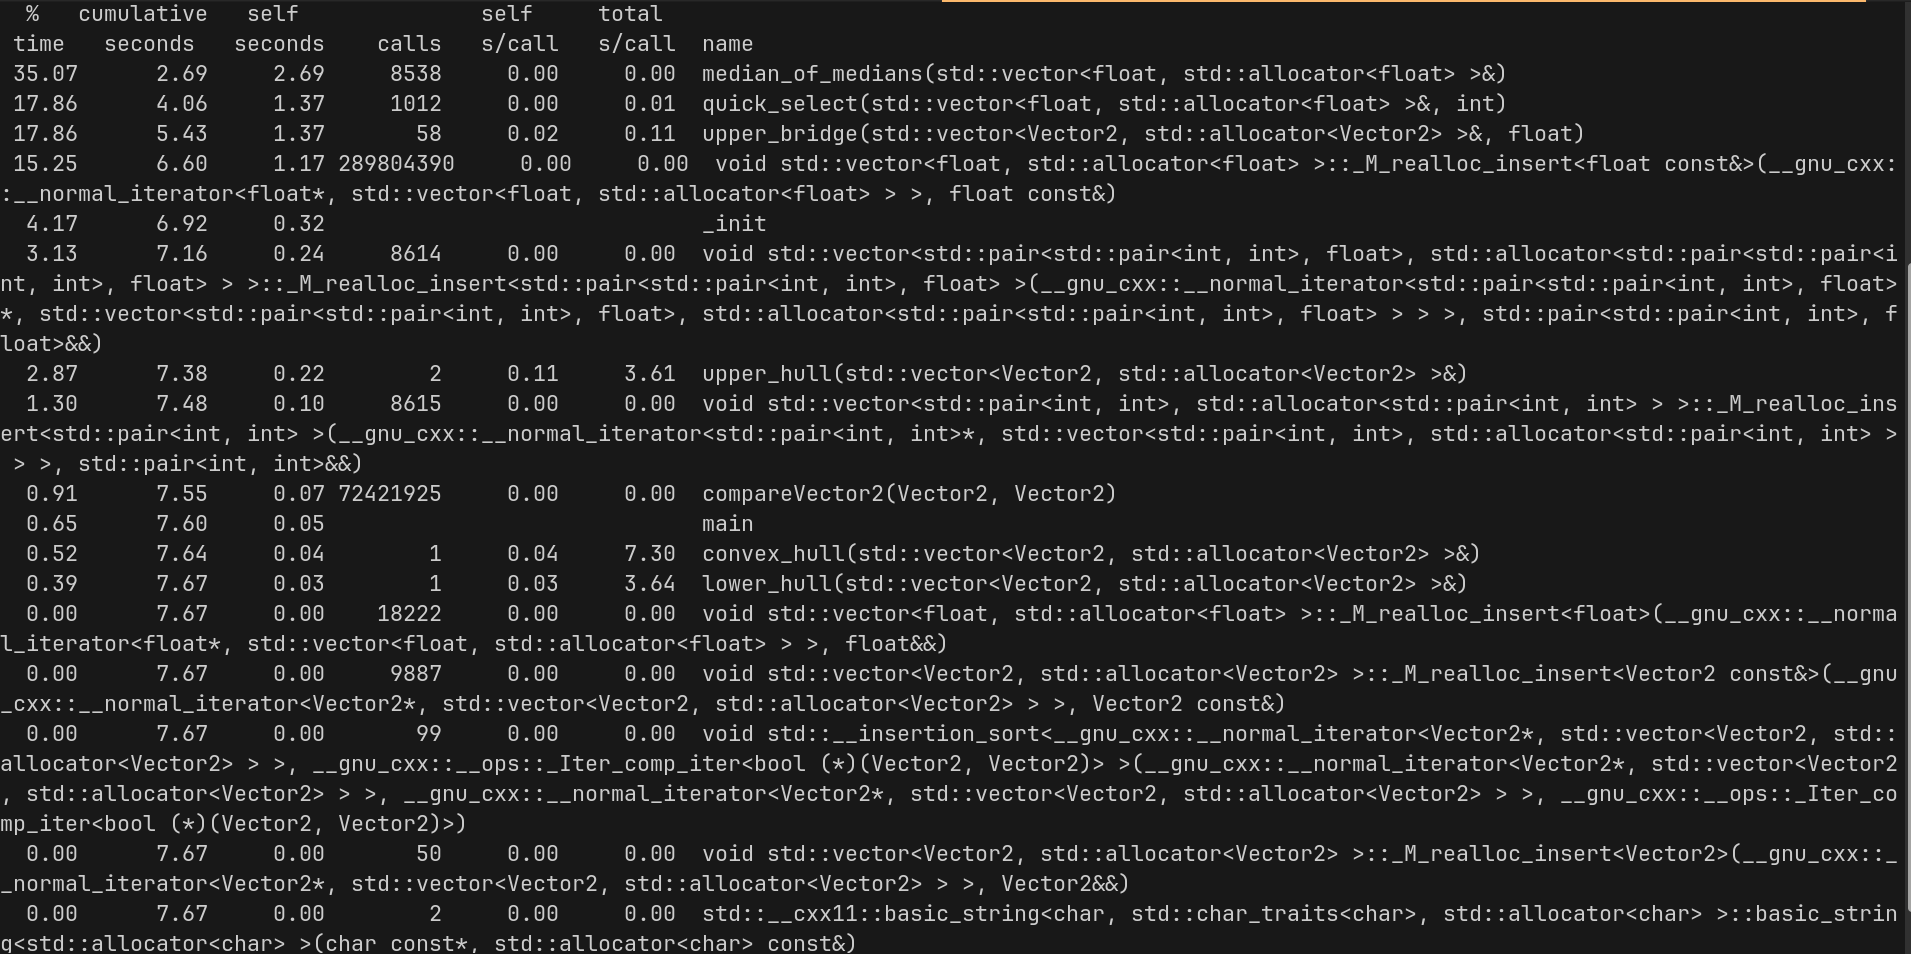 %   cumulative   self              self     total
 time   seconds   seconds    calls   s/call   s/call  name
 35.07      2.69     2.69     8538     0.00     0.00  median_of_medians(std::vector<float, std::allocator<float> >&)
 17.86      4.06     1.37     1012     0.00     0.01  quick_select(std::vector<float, std::allocator<float> >&, int)
 17.86      5.43     1.37       58     0.02     0.11  upper_bridge(std::vector<Vector2, std::allocator<Vector2> >&, float)
 15.25      6.60     1.17 289804390     0.00     0.00  void std::vector<float, std::allocator<float> >::_M_realloc_insert<float const&>(__gnu_cxx:
:__normal_iterator<float*, std::vector<float, std::allocator<float> > >, float const&)
  4.17      6.92     0.32                             _init
  3.13      7.16     0.24     8614     0.00     0.00  void std::vector<std::pair<std::pair<int, int>, float>, std::allocator<std::pair<std::pair<i
nt, int>, float> > >::_M_realloc_insert<std::pair<std::pair<int, int>, float> >(__gnu_cxx::__normal_iterator<std::pair<std::pair<int, int>, float>
*, std::vector<std::pair<std::pair<int, int>, float>, std::allocator<std::pair<std::pair<int, int>, float> > > >, std::pair<std::pair<int, int>, f
loat>&&)
  2.87      7.38     0.22        2     0.11     3.61  upper_hull(std::vector<Vector2, std::allocator<Vector2> >&)
  1.30      7.48     0.10     8615     0.00     0.00  void std::vector<std::pair<int, int>, std::allocator<std::pair<int, int> > >::_M_realloc_ins
ert<std::pair<int, int> >(__gnu_cxx::__normal_iterator<std::pair<int, int>*, std::vector<std::pair<int, int>, std::allocator<std::pair<int, int> >
 > >, std::pair<int, int>&&)
  0.91      7.55     0.07 72421925     0.00     0.00  compareVector2(Vector2, Vector2)
  0.65      7.60     0.05                             main
  0.52      7.64     0.04        1     0.04     7.30  convex_hull(std::vector<Vector2, std::allocator<Vector2> >&)
  0.39      7.67     0.03        1     0.03     3.64  lower_hull(std::vector<Vector2, std::allocator<Vector2> >&)
  0.00      7.67     0.00    18222     0.00     0.00  void std::vector<float, std::allocator<float> >::_M_realloc_insert<float>(__gnu_cxx::__norma
l_iterator<float*, std::vector<float, std::allocator<float> > >, float&&)
  0.00      7.67     0.00     9887     0.00     0.00  void std::vector<Vector2, std::allocator<Vector2> >::_M_realloc_insert<Vector2 const&>(__gnu
_cxx::__normal_iterator<Vector2*, std::vector<Vector2, std::allocator<Vector2> > >, Vector2 const&)
  0.00      7.67     0.00       99     0.00     0.00  void std::__insertion_sort<__gnu_cxx::__normal_iterator<Vector2*, std::vector<Vector2, std::
allocator<Vector2> > >, __gnu_cxx::__ops::_Iter_comp_iter<bool (*)(Vector2, Vector2)> >(__gnu_cxx::__normal_iterator<Vector2*, std::vector<Vector2
, std::allocator<Vector2> > >, __gnu_cxx::__normal_iterator<Vector2*, std::vector<Vector2, std::allocator<Vector2> > >, __gnu_cxx::__ops::_Iter_co
mp_iter<bool (*)(Vector2, Vector2)>)
  0.00      7.67     0.00       50     0.00     0.00  void std::vector<Vector2, std::allocator<Vector2> >::_M_realloc_insert<Vector2>(__gnu_cxx::_
_normal_iterator<Vector2*, std::vector<Vector2, std::allocator<Vector2> > >, Vector2&&)
  0.00      7.67     0.00        2     0.00     0.00  std::__cxx11::basic_string<char, std::char_traits<char>, std::allocator<char> >::basic_strin
g<std::allocator<char> >(char const*, std::allocator<char> const&)